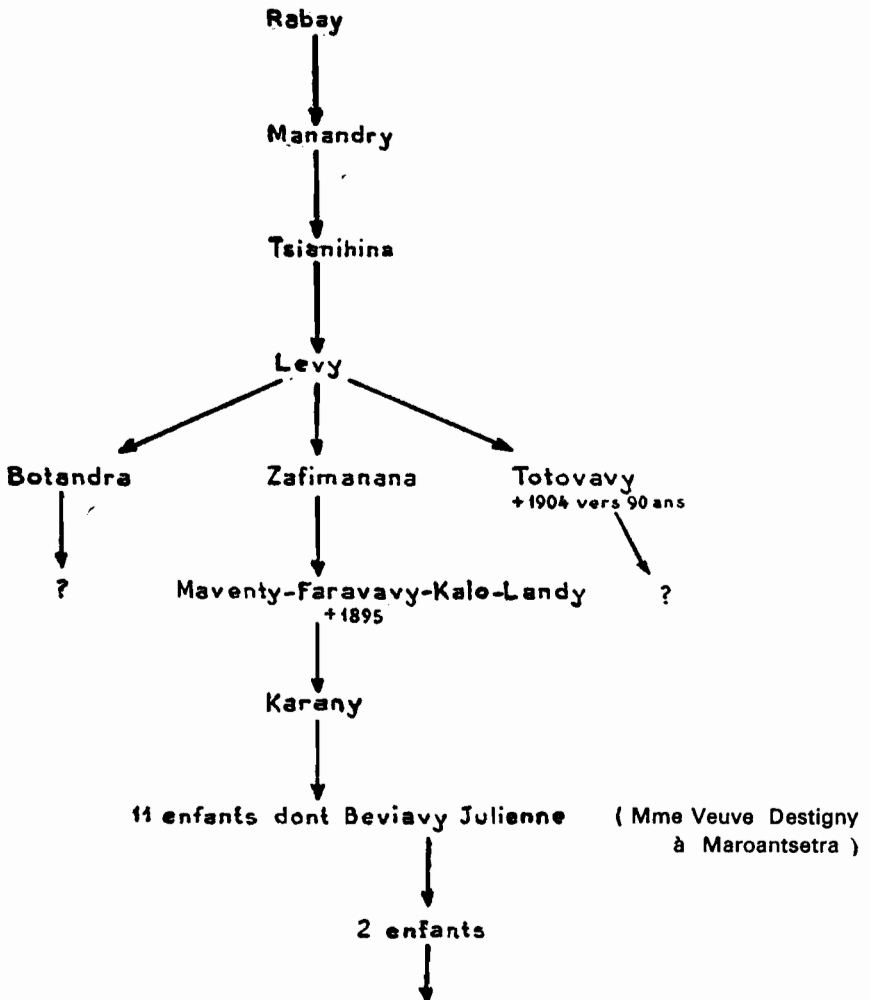 Rabay
Manandry
Tsianihina
Levy
Botandra Zafimanana Totovavy
+1904 vers 90 ans
? Maventy-Faravavy-Kalo-Landy ?
+1895
Karany
11 enfants dont Beviavy Julienne ( Mme Veuve Destigny
à Maroantsetra )
2 enfants